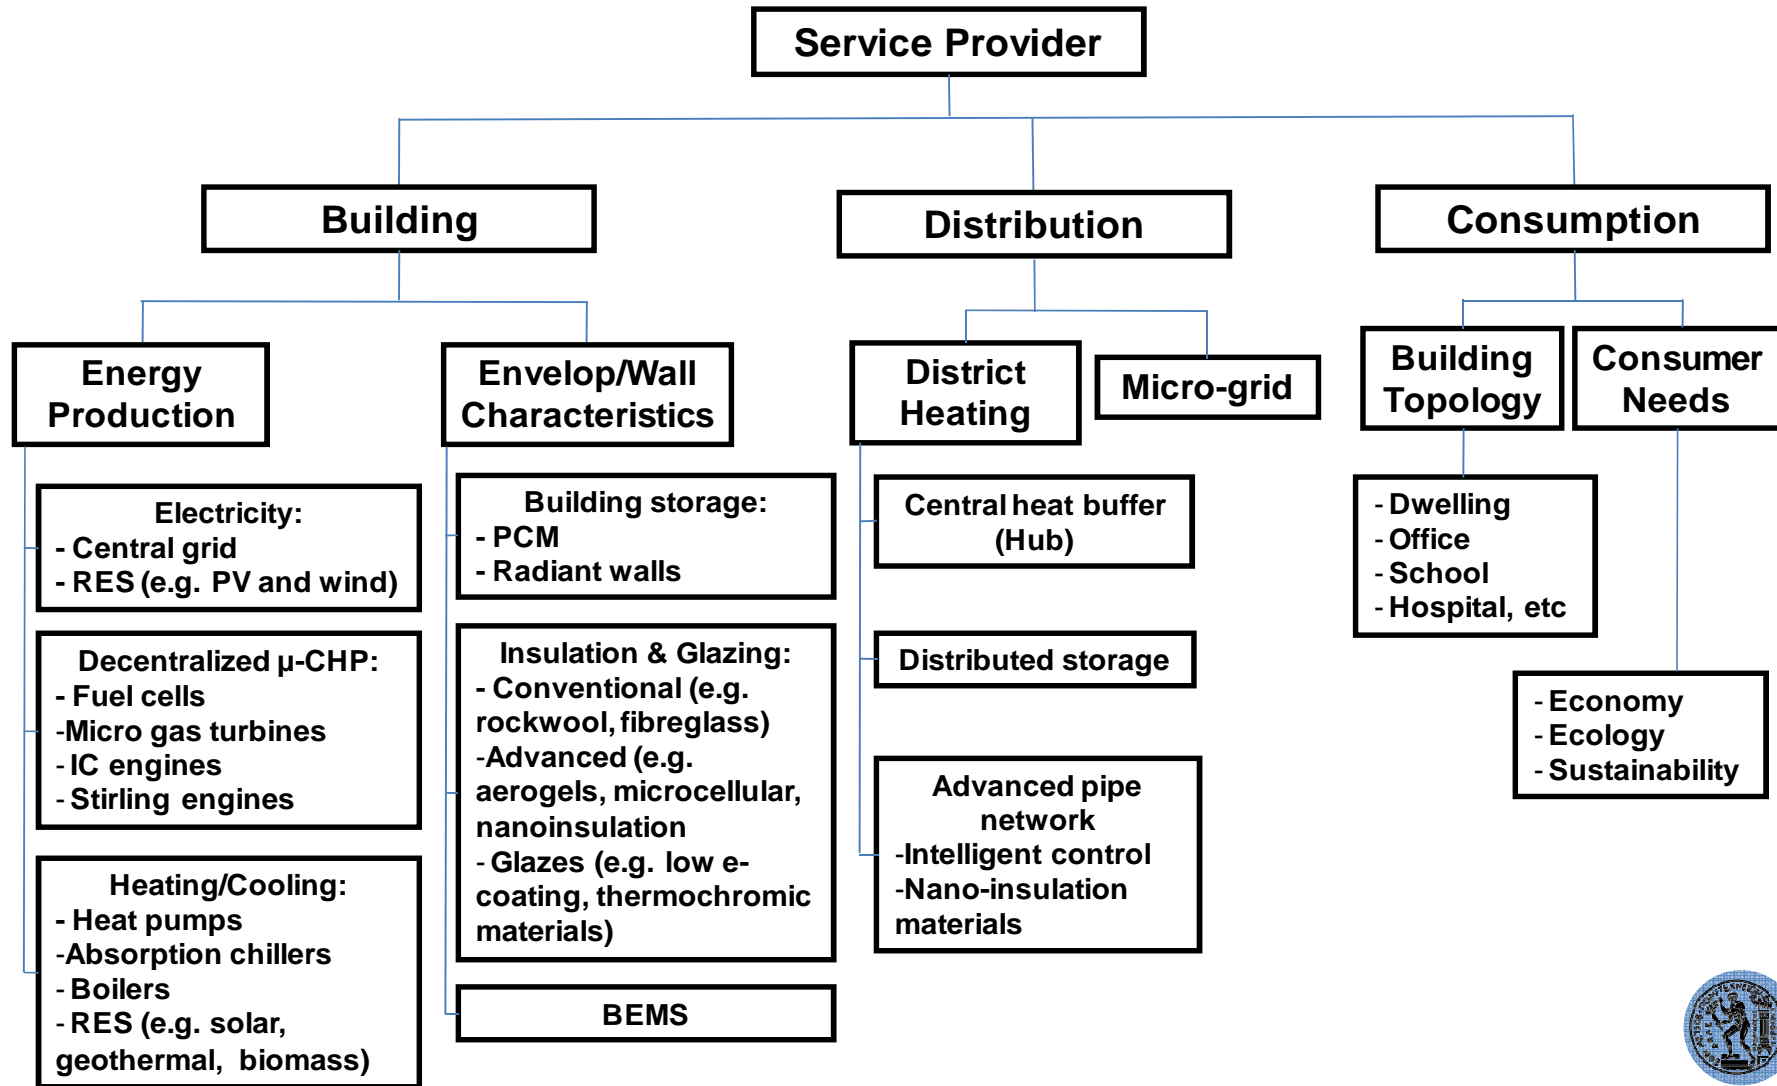 Service Provider
Building
Distribution
Consumption
Energy
Production
Envelop/Wall
Characteristics
District
Heating
Micro-grid
Building
Topology
Consumer
Needs
Electricity:
- Central grid
- RES (e.g. PV and wind)
Decentralized μ-CHP:
- Fuel cells
-Micro gas turbines
- IC engines
- Stirling engines
Heating/Cooling:
- Heat pumps
-Absorption chillers
- Boilers
- RES (e.g. solar,
geothermal, biomass)
Building storage:
- PCM
- Radiant walls
Insulation & Glazing:
- Conventional (e.g.
rockwool, fibreglass)
-Advanced (e.g.
aerogels, microcellular,
nanoinsulation
- Glazes (e.g. low e-
coating, thermochromic
materials)
BEMS
Central heat buffer
(Hub)
Distributed storage
Advanced pipe
network
-Intelligent control
-Nano-insulation
materials
- Dwelling
- Office
- School
- Hospital, etc
- Economy
- Ecology
- Sustainability